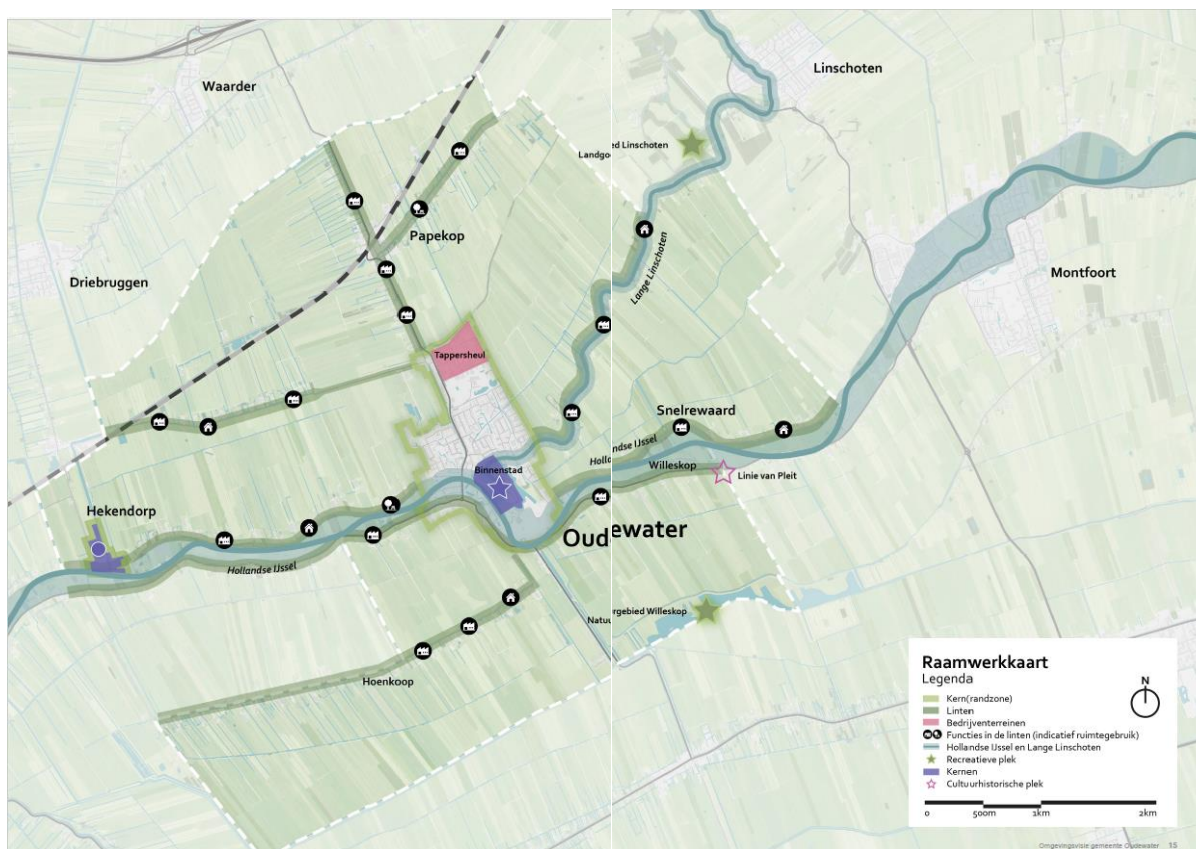 Waarder
Linschoten
Landgoed Linschoten
Papekop
Lange Linschoten
Driebruggen
Montfoort
Tappersheul
Snelrewaard
Hollandse IJssel
Willeskop
Linie van Pleit
Binnenstad
Hekendorp
Oudewater
Hollandse IJssel
Natuurgebied Willeskop
Hoenkoop
Raamwerkkaart
Legenda
N
Kern(randzone)
Linten
Bedrijventerreinen
Functies in de linten (indicatief ruimtegebruik)
Hollandse IJssel en Lange Linschoten
Recreatieve plek
Kernen
Cultuurhistorische plek
0 500m 1km 2km
Omgevingsvisie gemeente Oudewater 15